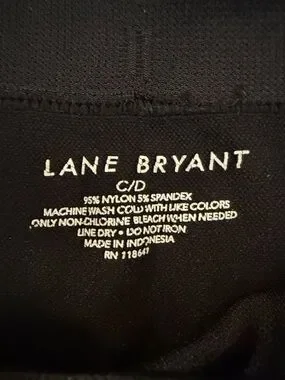 LANE BRYANT
C/D
95% NYLON 5% SPANDEX
MACHINE WASH COLD WITH LIKE COLORS
ONLY NON-CHLORINE BLEACH WHEN NEEDED
LINE DRY • DO NOT IRON
MADE IN INDONESIA
RN 118647